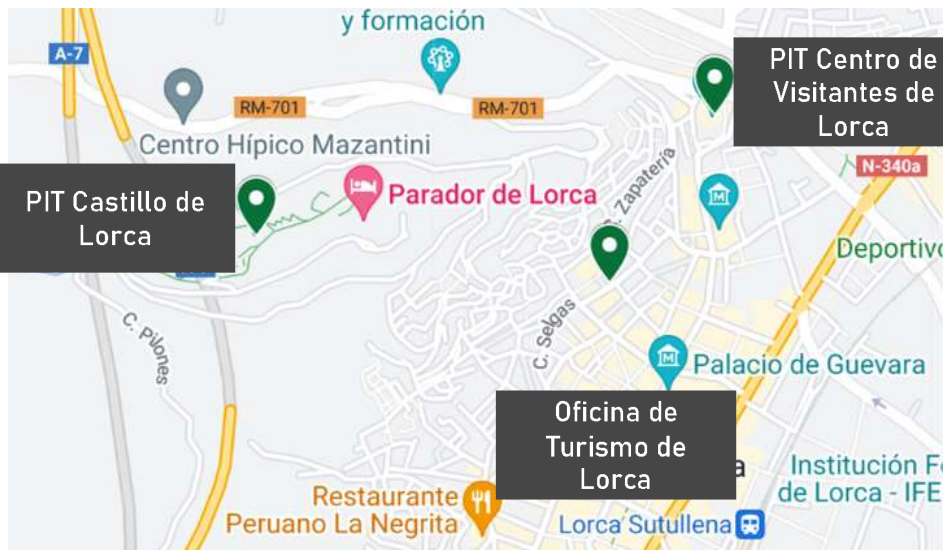 y formación
A-7
PIT Centro de
Visitantes de
Lorca
RM-701
RM-701
Centro Hípico Mazantini
N-340a
PIT Castillo de
Lorca
Parador de Lorca
Zapatería
Deportivo
C. Selgas
C. Pilones
Palacio de Guevara
Oficina de
Turismo de
Lorca
a
Institución Fe
de Lorca - IFE
Restaurante
Peruano La Negrita
Lorca Sutullena